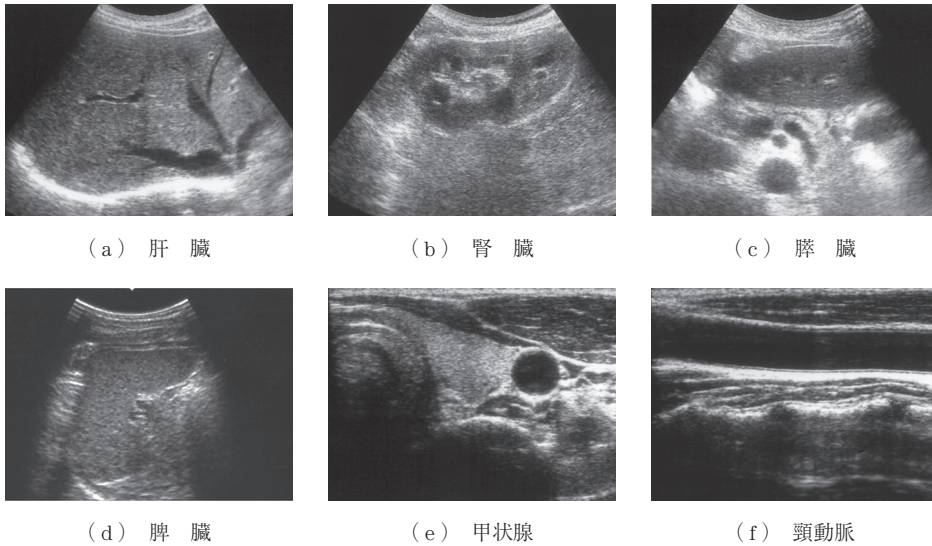 (a) 肝 臓
(b) 腎 臓
(c) 膵 臓
(d) 脾 臓
(e) 甲状腺
(f) 頸動脈